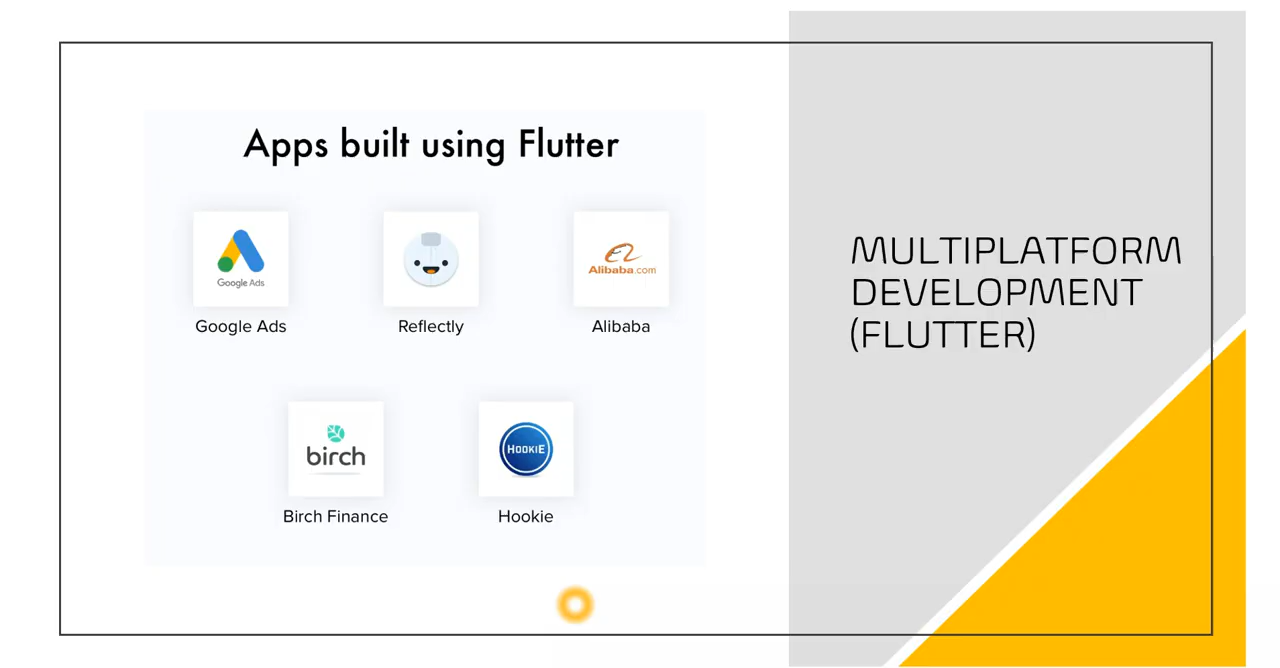 Apps built using Flutter
Google Ads
Alibaba.com
Google Ads
Reflectly
Alibaba
birch
HOOKIE
Birch Finance
Hookie
MULTIPLATFORM
DEVELOPMENT
(FLUTTER)